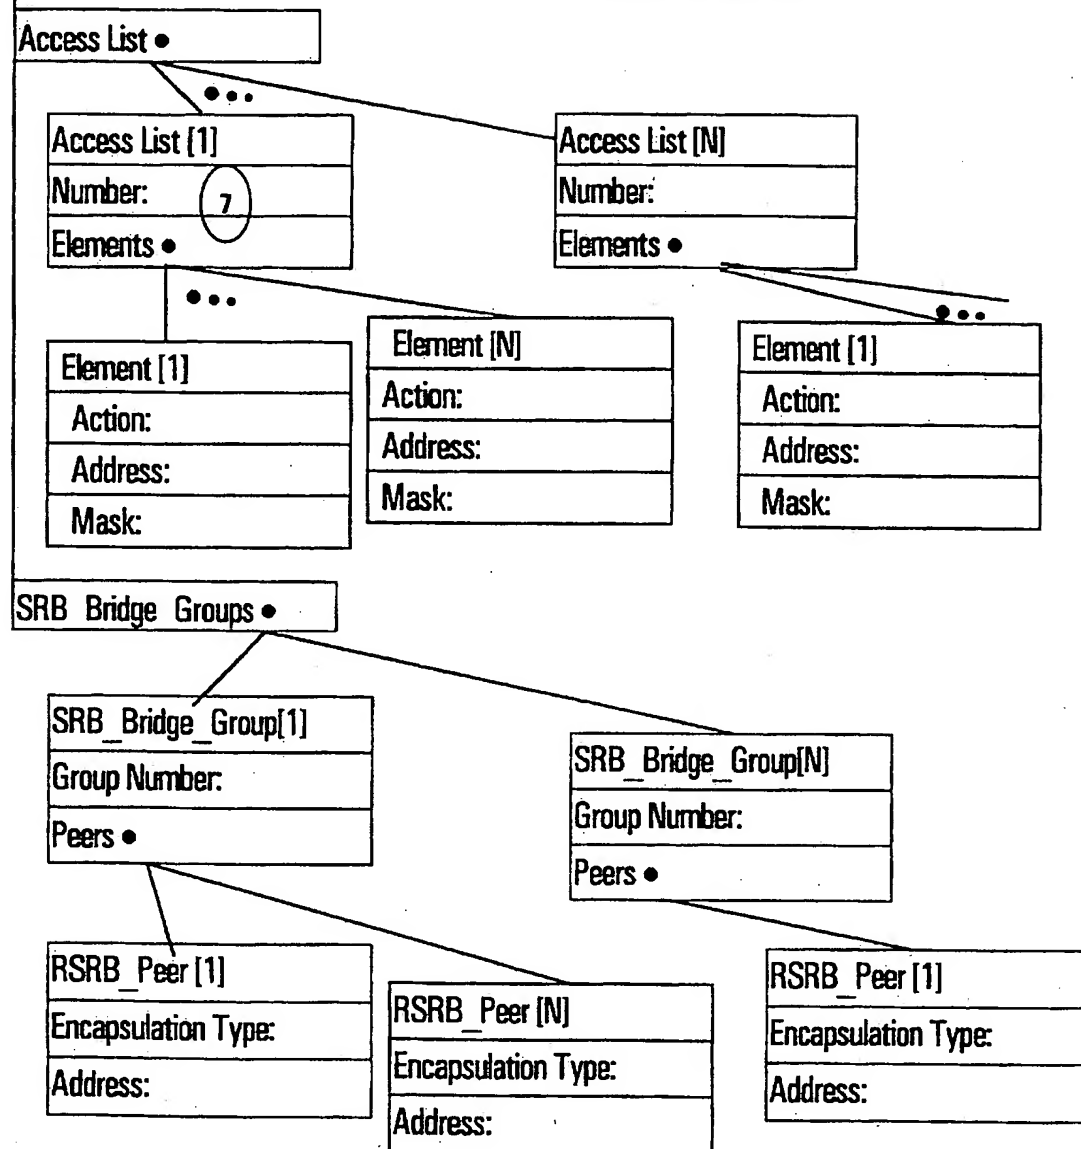 Access List •
Access List [1]
Number:
7
Elements •
Access List [N]
Number:
Elements •
Element [1]
Action:
Address:
Mask:
Element [N]
Action:
Address:
Mask:
Element [1]
Action:
Address:
Mask:
SRB Bridge Groups •
SRB_Bridge_Group[1]
Group Number:
Peers •
SRB_Bridge_Group[N]
Group Number:
Peers •
RSRB_Peer [1]
Encapsulation Type:
Address:
RSRB_Peer [N]
Encapsulation Type:
Address:
RSRB_Peer [1]
Encapsulation Type:
Address: